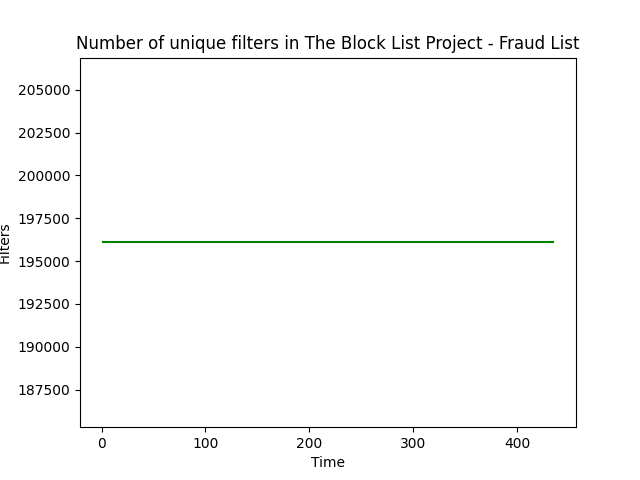 Number of unique filters in The Block List Project - Fraud List
205000
202500
200000
197500
195000
192500
190000
187500
Filters
0 100 200 300 400
Time